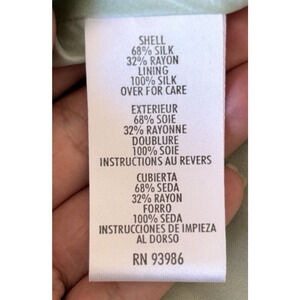 SHELL
68% SILK
32% RAYON
LINING
100% SILK
OVER FOR CARE
EXTERIEUR
68% SOIE
32% RAYONNE
DOUBLURE
100% SOIE
INSTRUCTIONS AU REVERS
CUBIERTA
68% SEDA
32% RAYON
FORRO
100% SEDA
INSTRUCCIONES DE IMPIEZA
AL DORSO
RN 93986